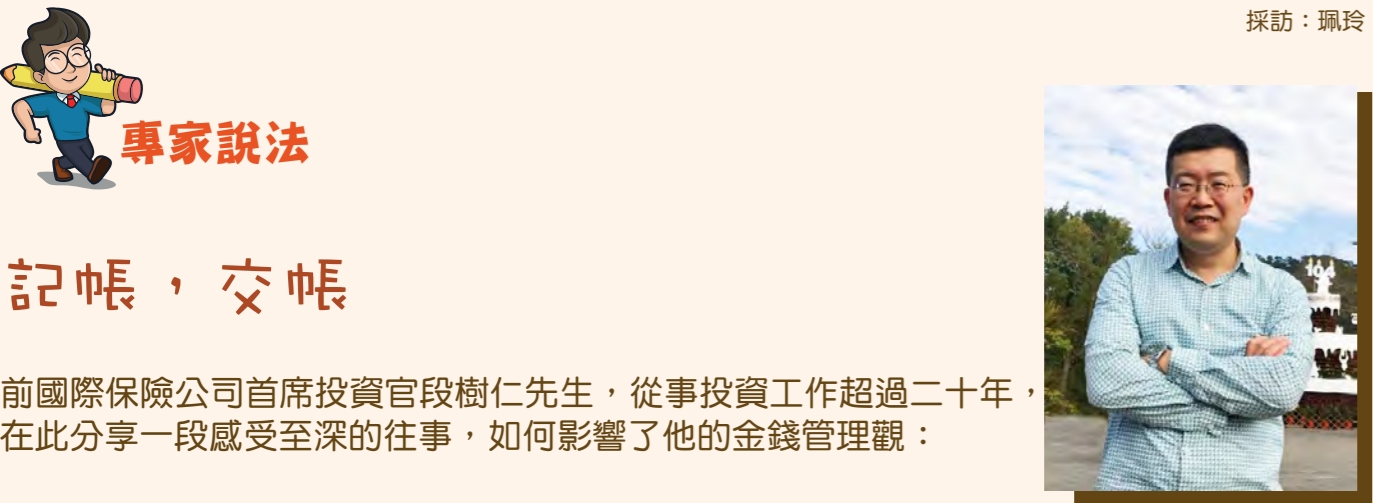 採訪：珮玲
專家說法
記帳，交帳
前國際保險公司首席投資官段樹仁先生，從事投資工作超過二十年，
在此分享一段感受至深的往事，如何影響了他的金錢管理觀：
104